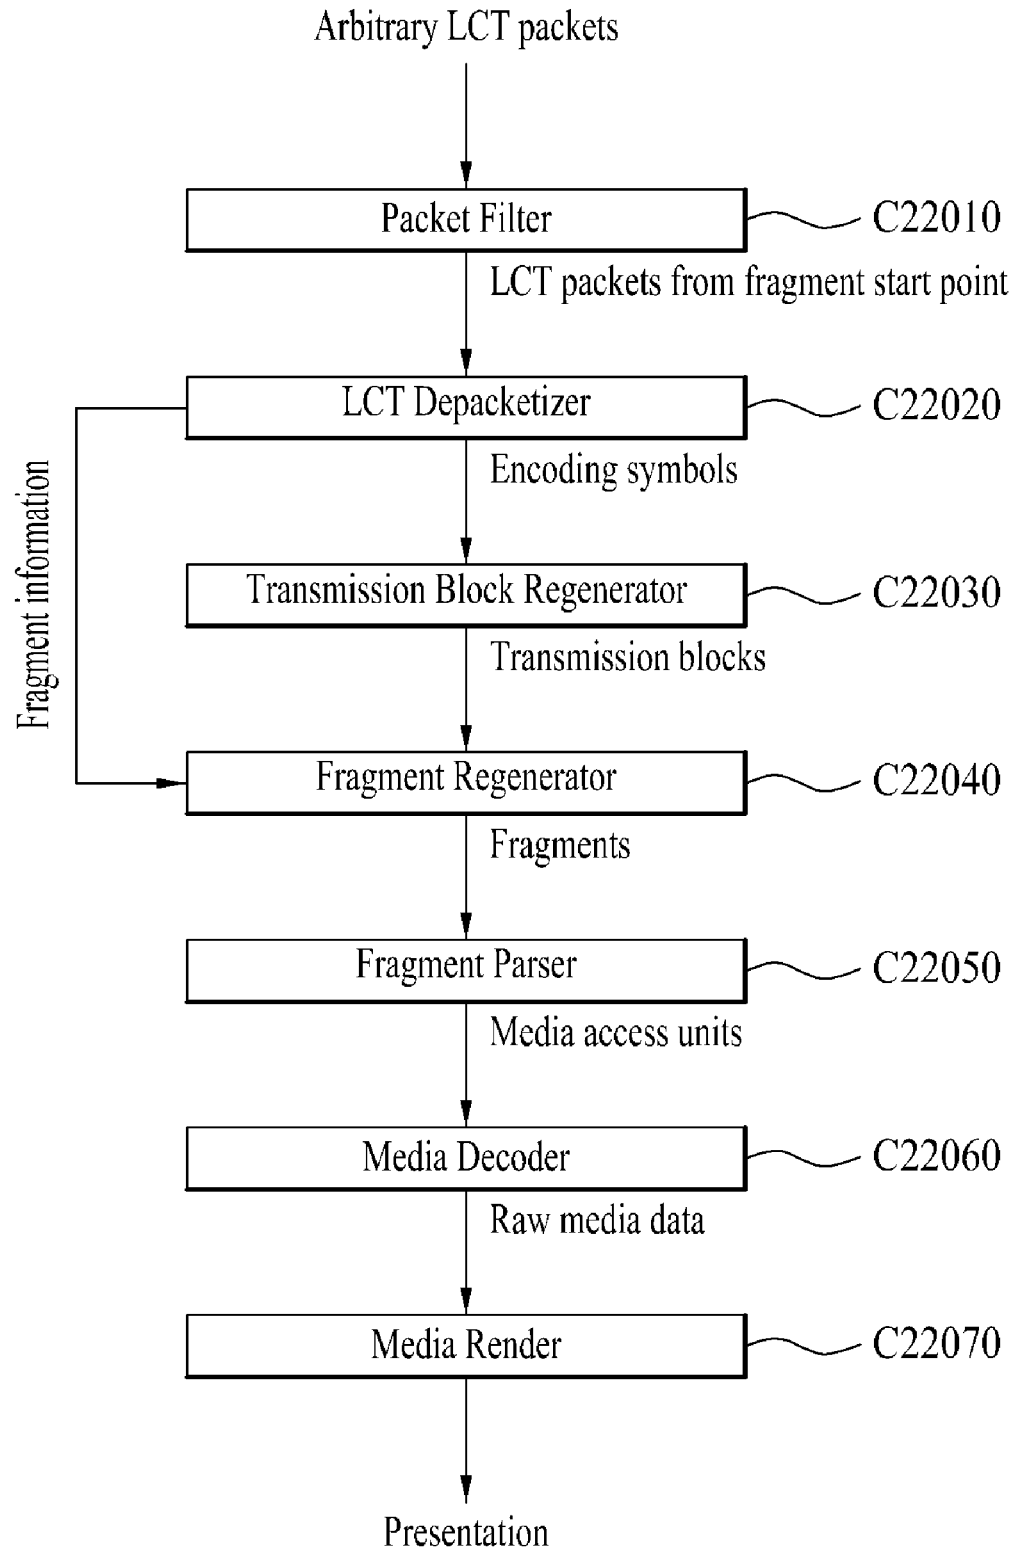 Arbitrary LCT packets
Packet Filter
C22010
LCT packets from fragment start point
LCT Depacketizer
C22020
Encoding symbols
Fragment information
Transmission Block Regenerator
C22030
Transmission blocks
Fragment Regenerator
C22040
Fragments
Fragment Parser
C22050
Media access units
Media Decoder
C22060
Raw media data
Media Render
C22070
Presentation